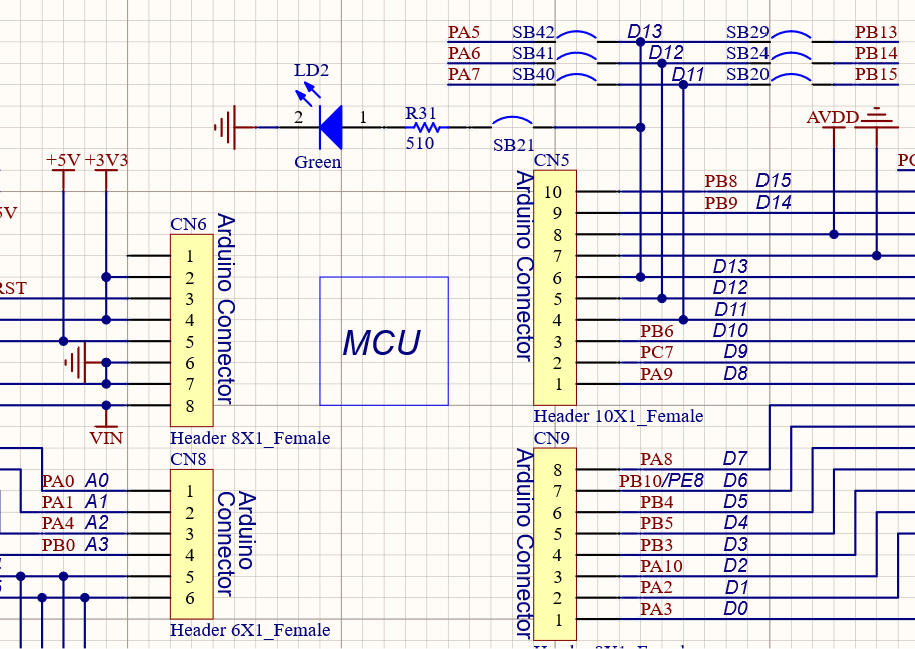 PA5 SB42 D13 SB29 PB13
PA6 SB41 D12 SB24 PB14
PA7 SB40 D11 SB20 PB15
LD2
2 1 R31
510
Green
SB21
AVDD
+5V +3V3
CN5
Arduino Connector
10 PB8 D15
9 PB9 D14
8
7
6 D13
5 D12
4 D11
3 PB6 D10
2 PC7 D9
1 PA9 D8
Header 10X1_Female
CN6
Arduino Connector
1
2
3
4
5
6
7
8
VIN
Header 8X1_Female
MCU
CN8
Arduino
Connector
PA0 A0 1
PA1 A1 2
PA4 A2 3
PB0 A3 4
5
6
Header 6X1_Female
CN9
Arduino Connector
8 PA8 D7
7 PB10/PE8 D6
6 PB4 D5
5 PB5 D4
4 PB3 D3
3 PA10 D2
2 PA2 D1
1 PA3 D0